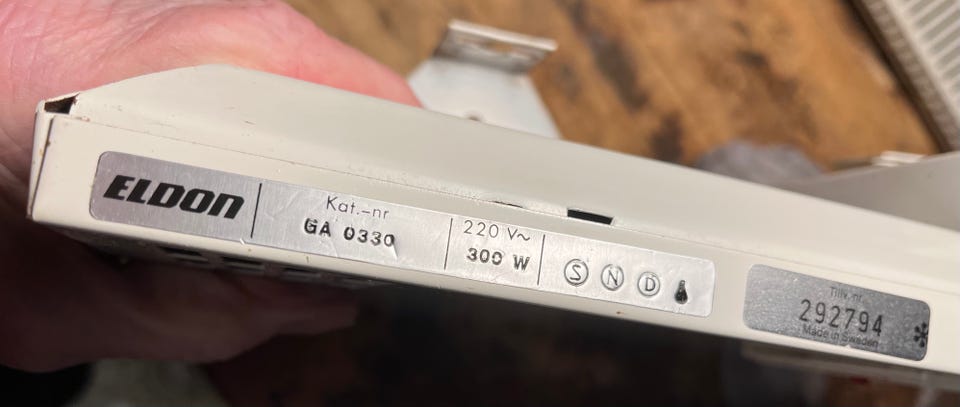 ELDON
Kat.-nr
GA 0330
220 V~
300 W
S N D
Tillv. nr.
292794
Made in Sweden